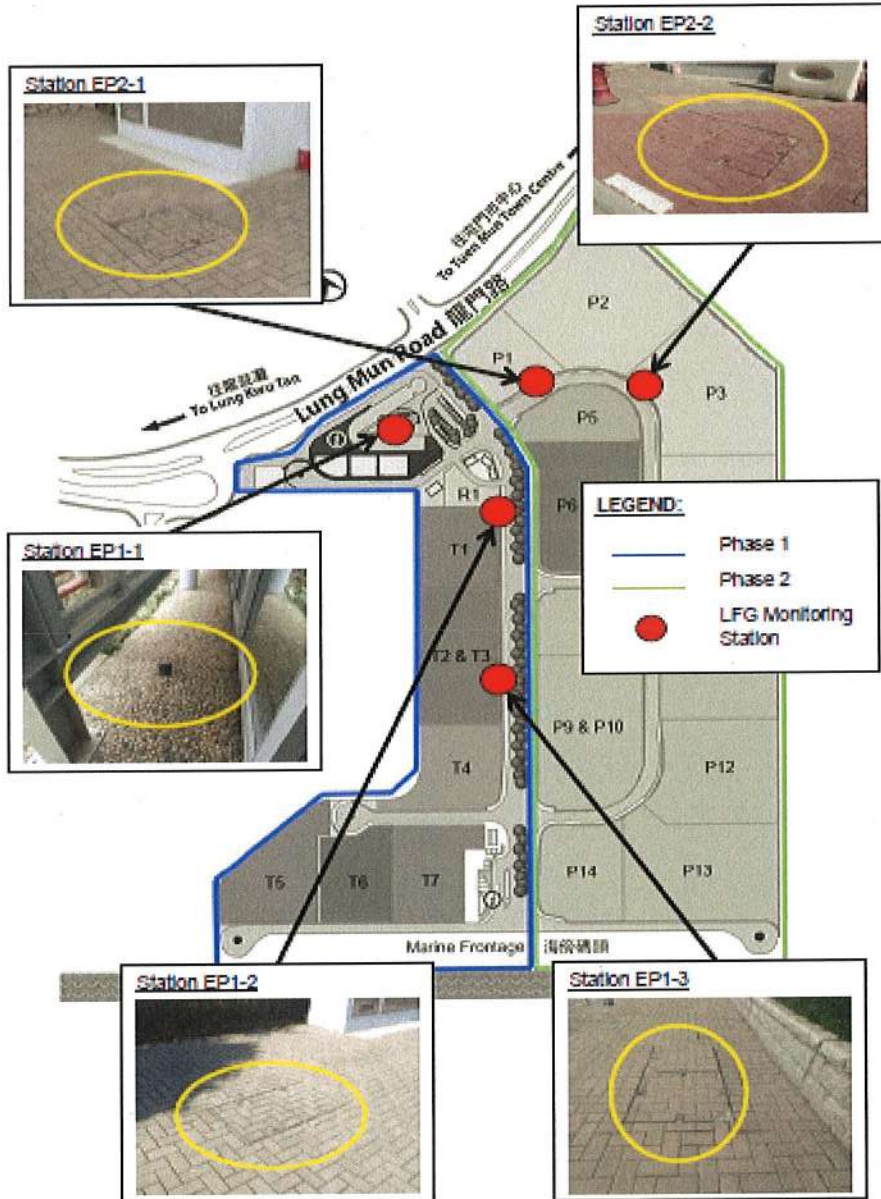 Station EP2-2
Station EP2-1
往屯門市中心
To Tuen Mun Town Centre
Lung Mun Road 龍門路
往龍鼓灘
To Lung Kwu Tan
P2
P1
P3
P5
P6
R1
T1
LEGEND:
Phase 1
Phase 2
LFG Monitoring
Station
Station EP1-1
T2 & T3
P9 & P10
T4
P12
T5
T6
T7
P14
P13
Marine Frontage 海傍碼頭
Station EP1-2
Station EP1-3